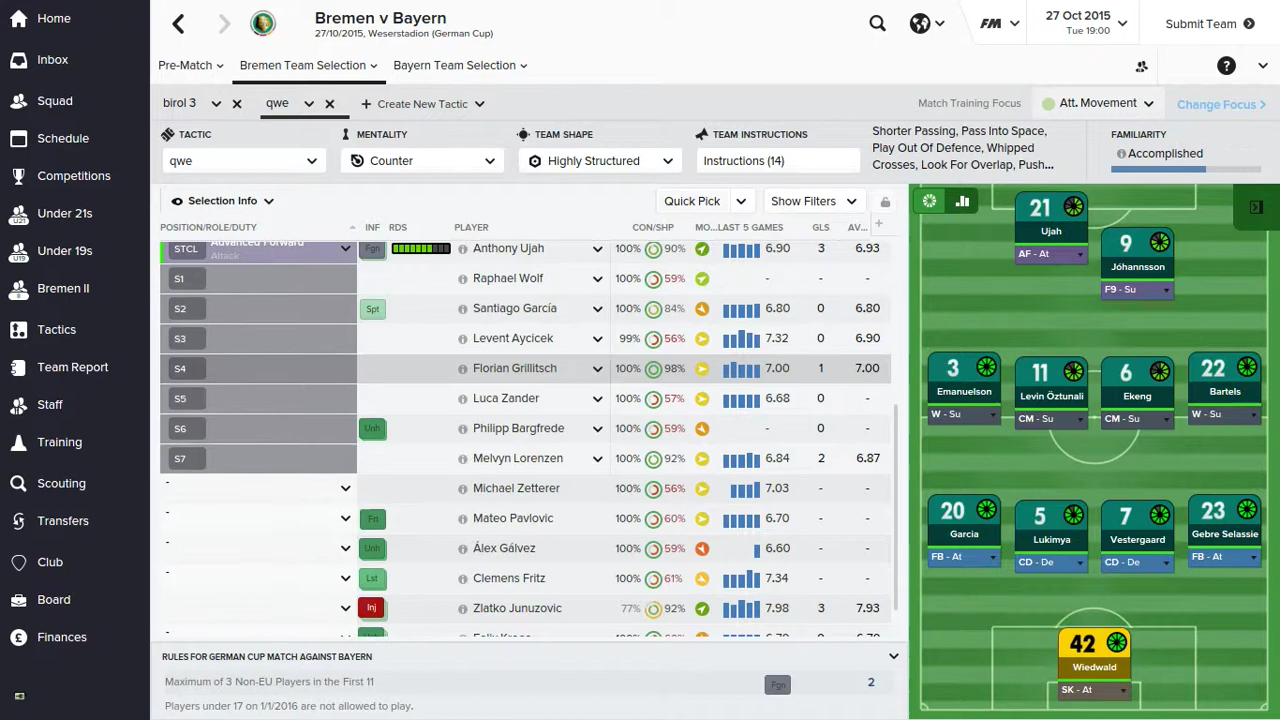 Home
Inbox
Squad
Schedule
Competitions
Under 21s
Under 19s
Bremen II
Tactics
Team Report
Staff
Training
Scouting
Transfers
Club
Board
Finances
Bremen v Bayern
27/10/2015, Weserstadion (German Cup)
FM
27 Oct 2015
Tue 19:00
Submit Team
Pre-Match
Bremen Team Selection
Bayern Team Selection
?
birol 3
qwe
Create New Tactic
Match Training Focus
Att. Movement
Change Focus
TACTIC
qwe
MENTALITY
Counter
TEAM SHAPE
Highly Structured
TEAM INSTRUCTIONS
Instructions (14)
Shorter Passing, Pass Into Space,
Play Out Of Defence, Whipped
Crosses, Look For Overlap, Push...
FAMILIARITY
Accomplished
Selection Info
Quick Pick
Show Filters
POSITION/ROLE/DUTY INF RDS PLAYER CON/SHP MO... LAST 5 GAMES GLS AV...
STCL Advanced Forward Attack Fgn Anthony Ujah 100% 90% 6.90 3 6.93
S1 Raphael Wolf 100% 59% - -
S2 Spt Santiago García 100% 84% 6.80 0 6.80
S3 Levent Aycicek 99% 56% 7.32 0 6.90
S4 Florian Grillitsch 100% 98% 7.00 1 7.00
S5 Luca Zander 100% 57% 6.68 0 -
S6 Unh Philipp Bargfrede 100% 59% - 0 -
S7 Melvyn Lorenzen 100% 92% 6.84 2 6.87
- Michael Zetterer 100% 56% 7.03 - -
- Frn Mateo Pavlovic 100% 60% 6.70 - -
- Unh Álex Gálvez 100% 59% 6.60 - -
- Lst Clemens Fritz 100% 61% 7.34 - -
- Inj Zlatko Junuzovic 77% 92% 7.98 3 7.93
RULES FOR GERMAN CUP MATCH AGAINST BAYERN
Maximum of 3 Non-EU Players in the First 11 Fgn 2
Players under 17 on 1/1/2016 are not allowed to play.
21
Ujah
AF - At
9
Jóhannsson
F9 - Su
3
Emanuelson
W - Su
11
Levin Öztunali
CM - Su
6
Ekeng
CM - Su
22
Bartels
W - Su
20
Garcia
FB - At
5
Lukimya
CD - De
7
Vestergaard
CD - De
23
Gebre Selassie
FB - At
42
Wiedwald
SK - At